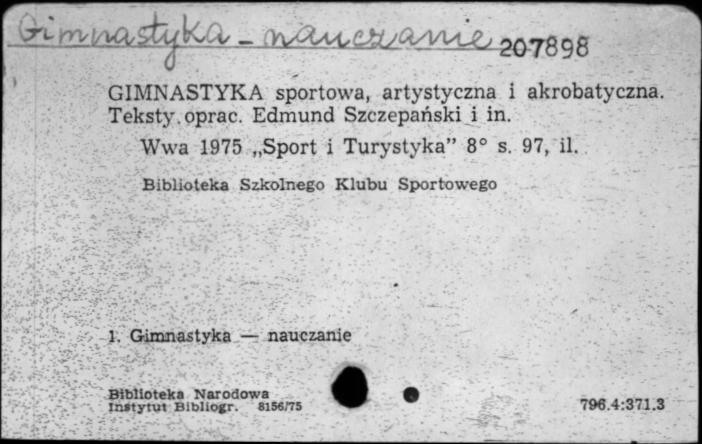 Gimnastyka - nauczanie 207898
GIMNASTYKA sportowa, artystyczna i akrobatyczna.
Teksty oprac. Edmund Szczepański i in.
Wwa 1975 „Sport i Turystyka” 8° s. 97, il.
Biblioteka Szkolnego Klubu Sportowego
1. Gimnastyka — nauczanie
Biblioteka Narodowa
Instytut Bibliogr. 8156/75
796.4:371.3